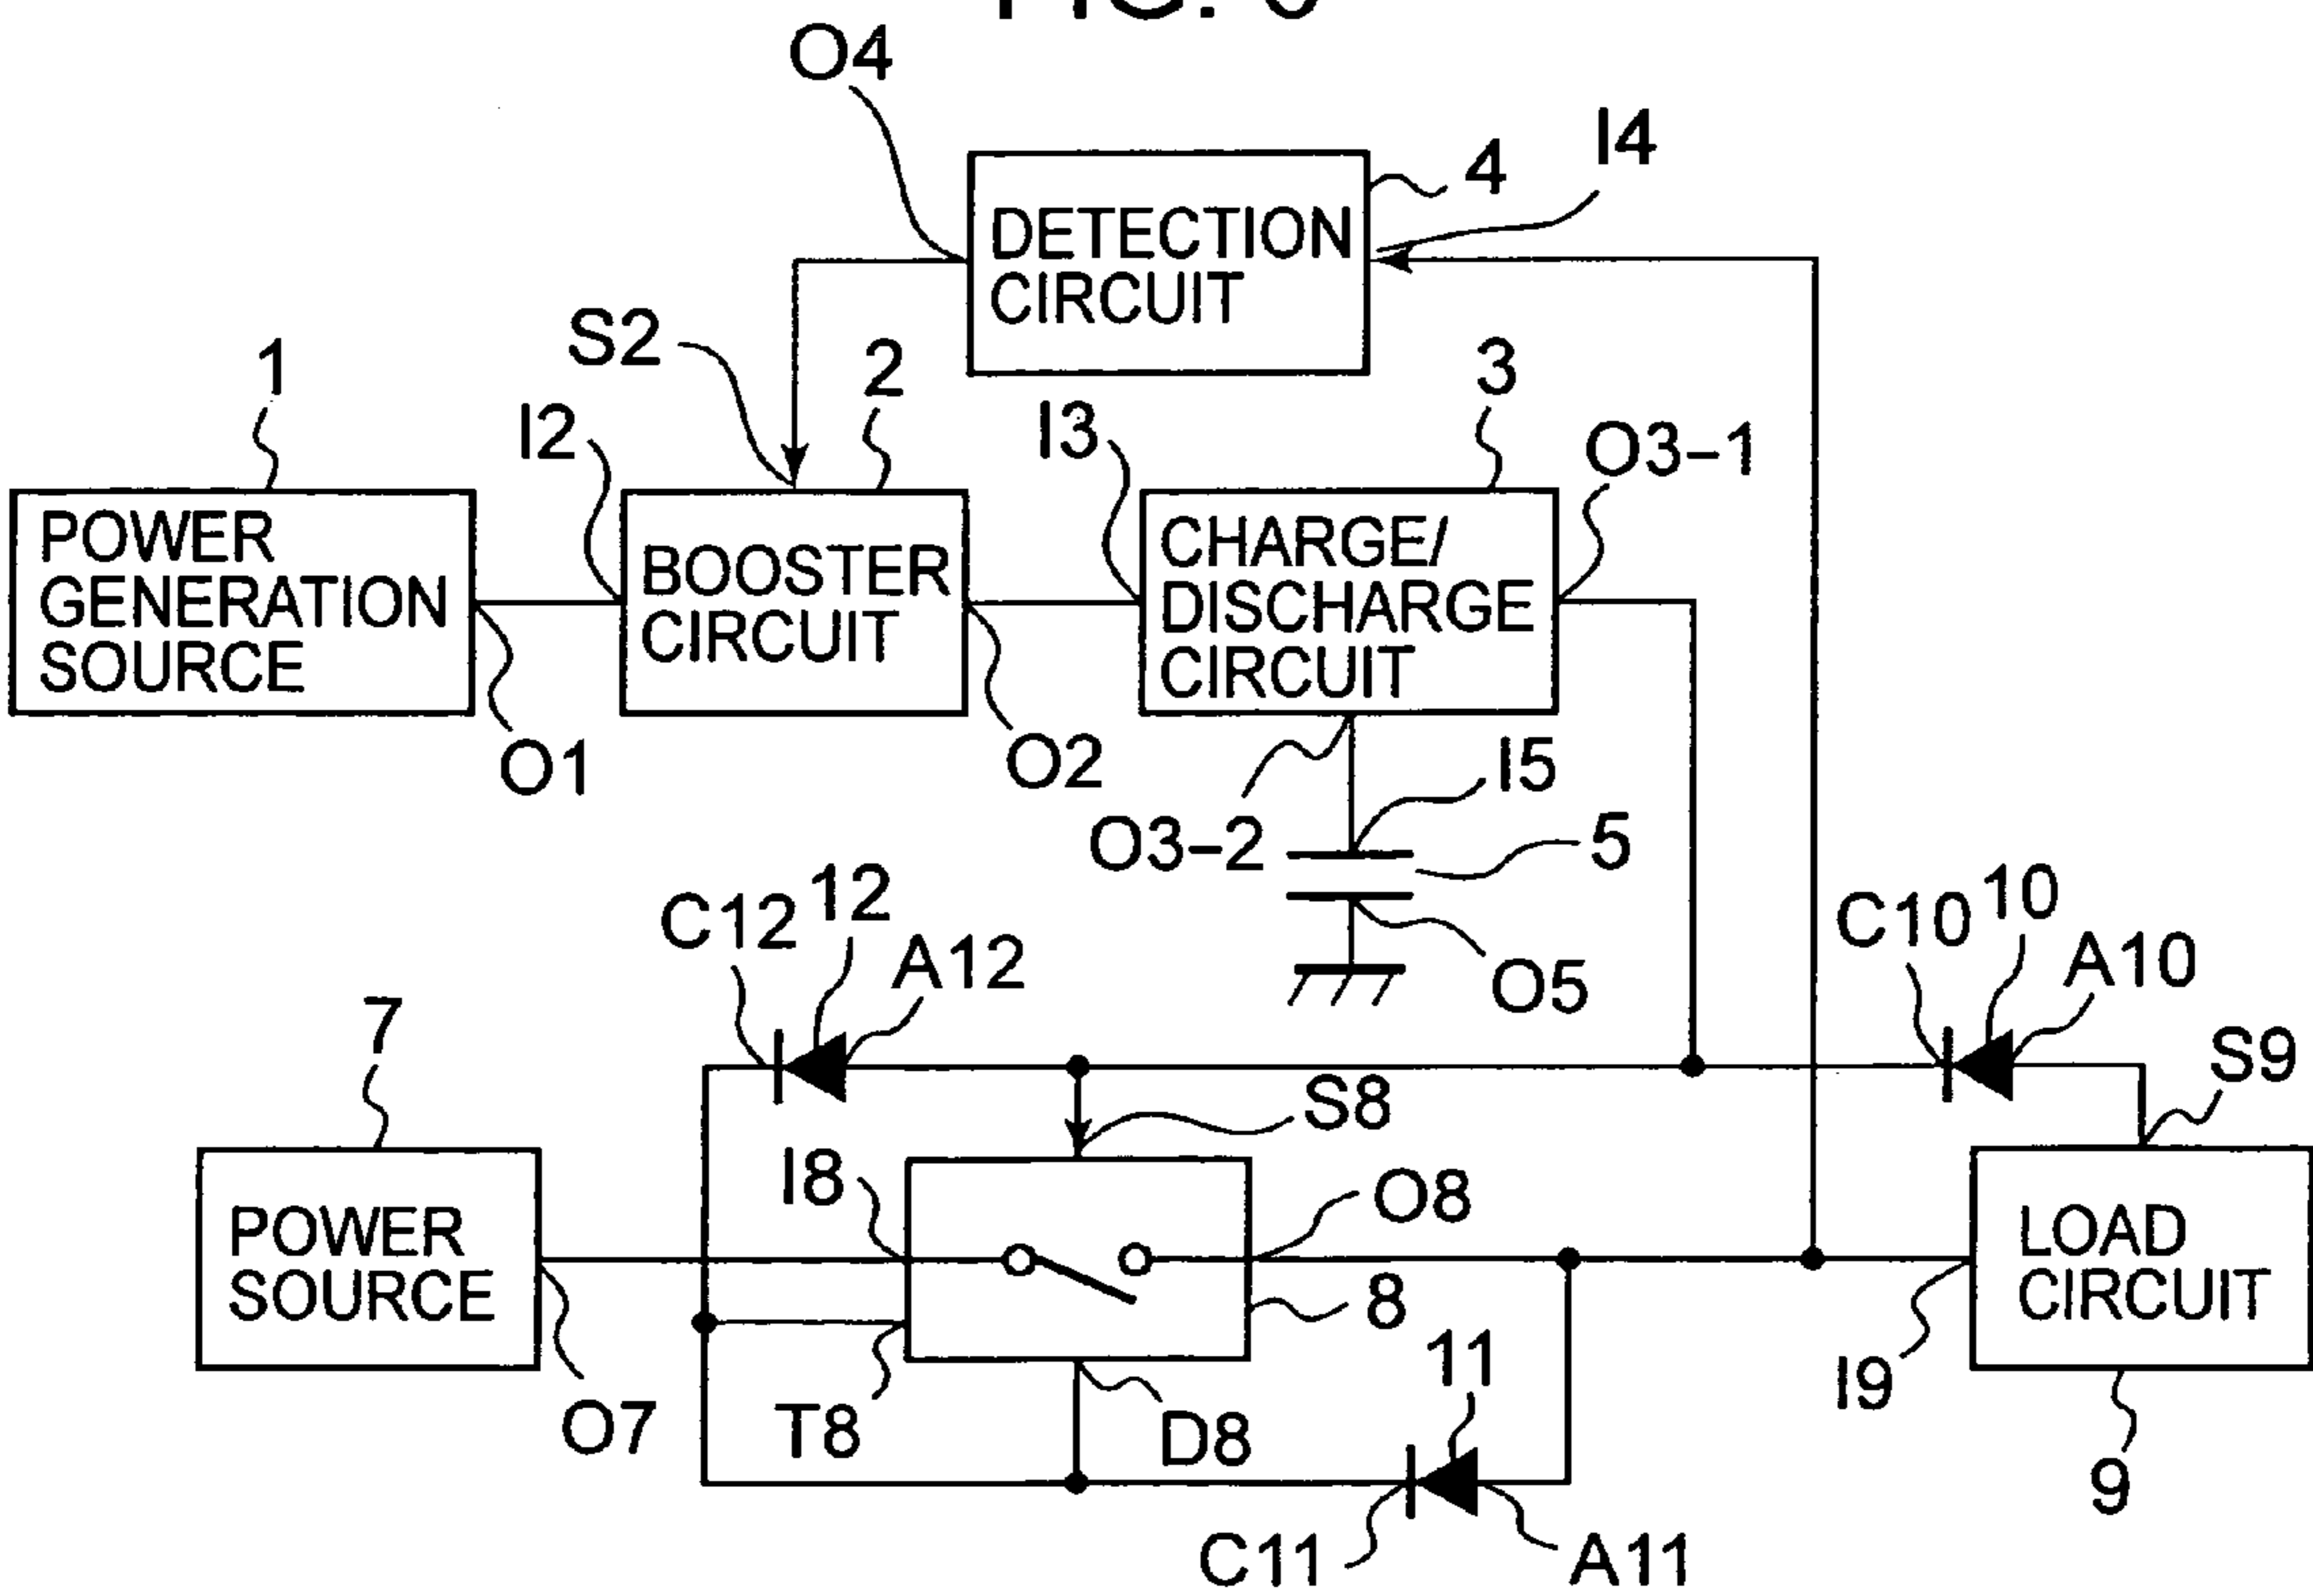 O4
4
I4
DETECTION
CIRCUIT
S2
1
2
3
I2
I3
O3-1
POWER
GENERATION
SOURCE
BOOSTER
CIRCUIT
CHARGE/
DISCHARGE
CIRCUIT
O1
O2
I5
O3-2
5
C12
12
A12
O5
C10
10
A10
7
S9
S8
I8
O8
POWER
SOURCE
8
LOAD
CIRCUIT
11
I9
O7
T8
D8
9
C11
A11